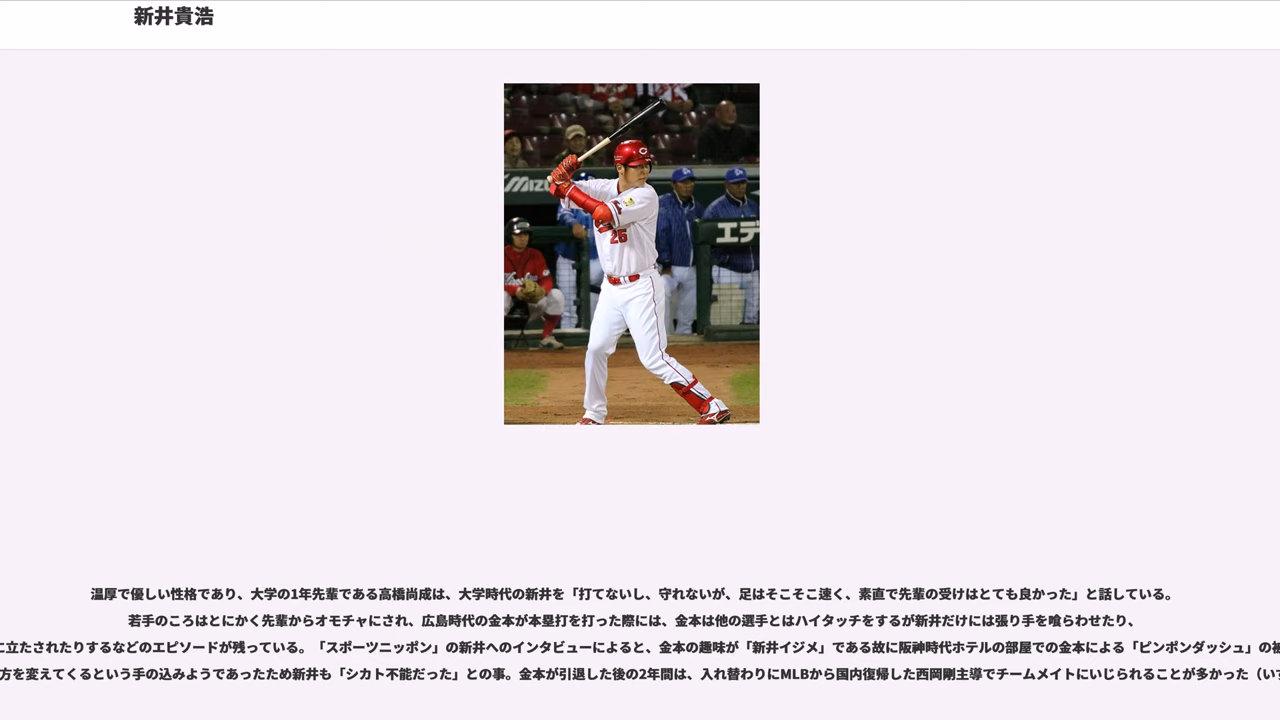 新井貴浩
C
Mizu
エデ
25
温厚で優しい性格であり、大学の1年先輩である高橋尚成は、大学時代の新井を「打てないし、守れないが、足はそこそこ速く、素直で先輩の受けはとても良かった」と話している。
若手のころはとにかく先輩からオモチャにされ、広島時代の金本が本塁打を打った際には、金本は他の選手とはハイタッチをするが新井だけには張り手を喰らわせたり、
に立たされたりするなどのエピソードが残っている。「スポーツニッポン」の新井へのインタビューによると、金本の趣味が「新井イジメ」である故に阪神時代ホテルの部屋での金本による「ピンポンダッシュ」の被
方を変えてくるという手の込みようであったため新井も「シカト不能だった」との事。金本が引退した後の2年間は、入れ替わりにMLBから国内復帰した西岡剛主導でチームメイトにいじられることが多かった（いす